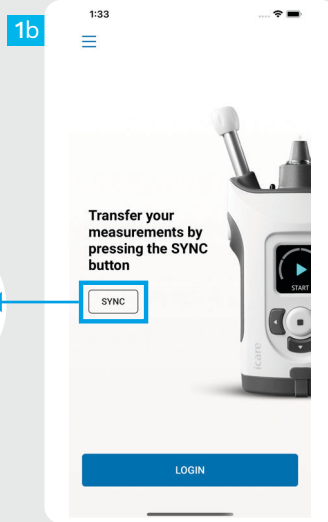 1b
1:33
Transfer your
measurements by
pressing the SYNC
button
SYNC
START
icare
LOGIN